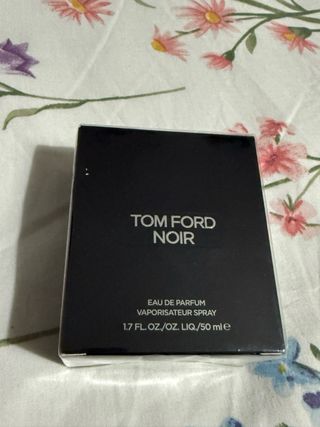 TOM FORD
NOIR
EAU DE PARFUM
VAPORISATEUR SPRAY
1.7 FL. OZ./OZ. LIQ./50 ml ℮